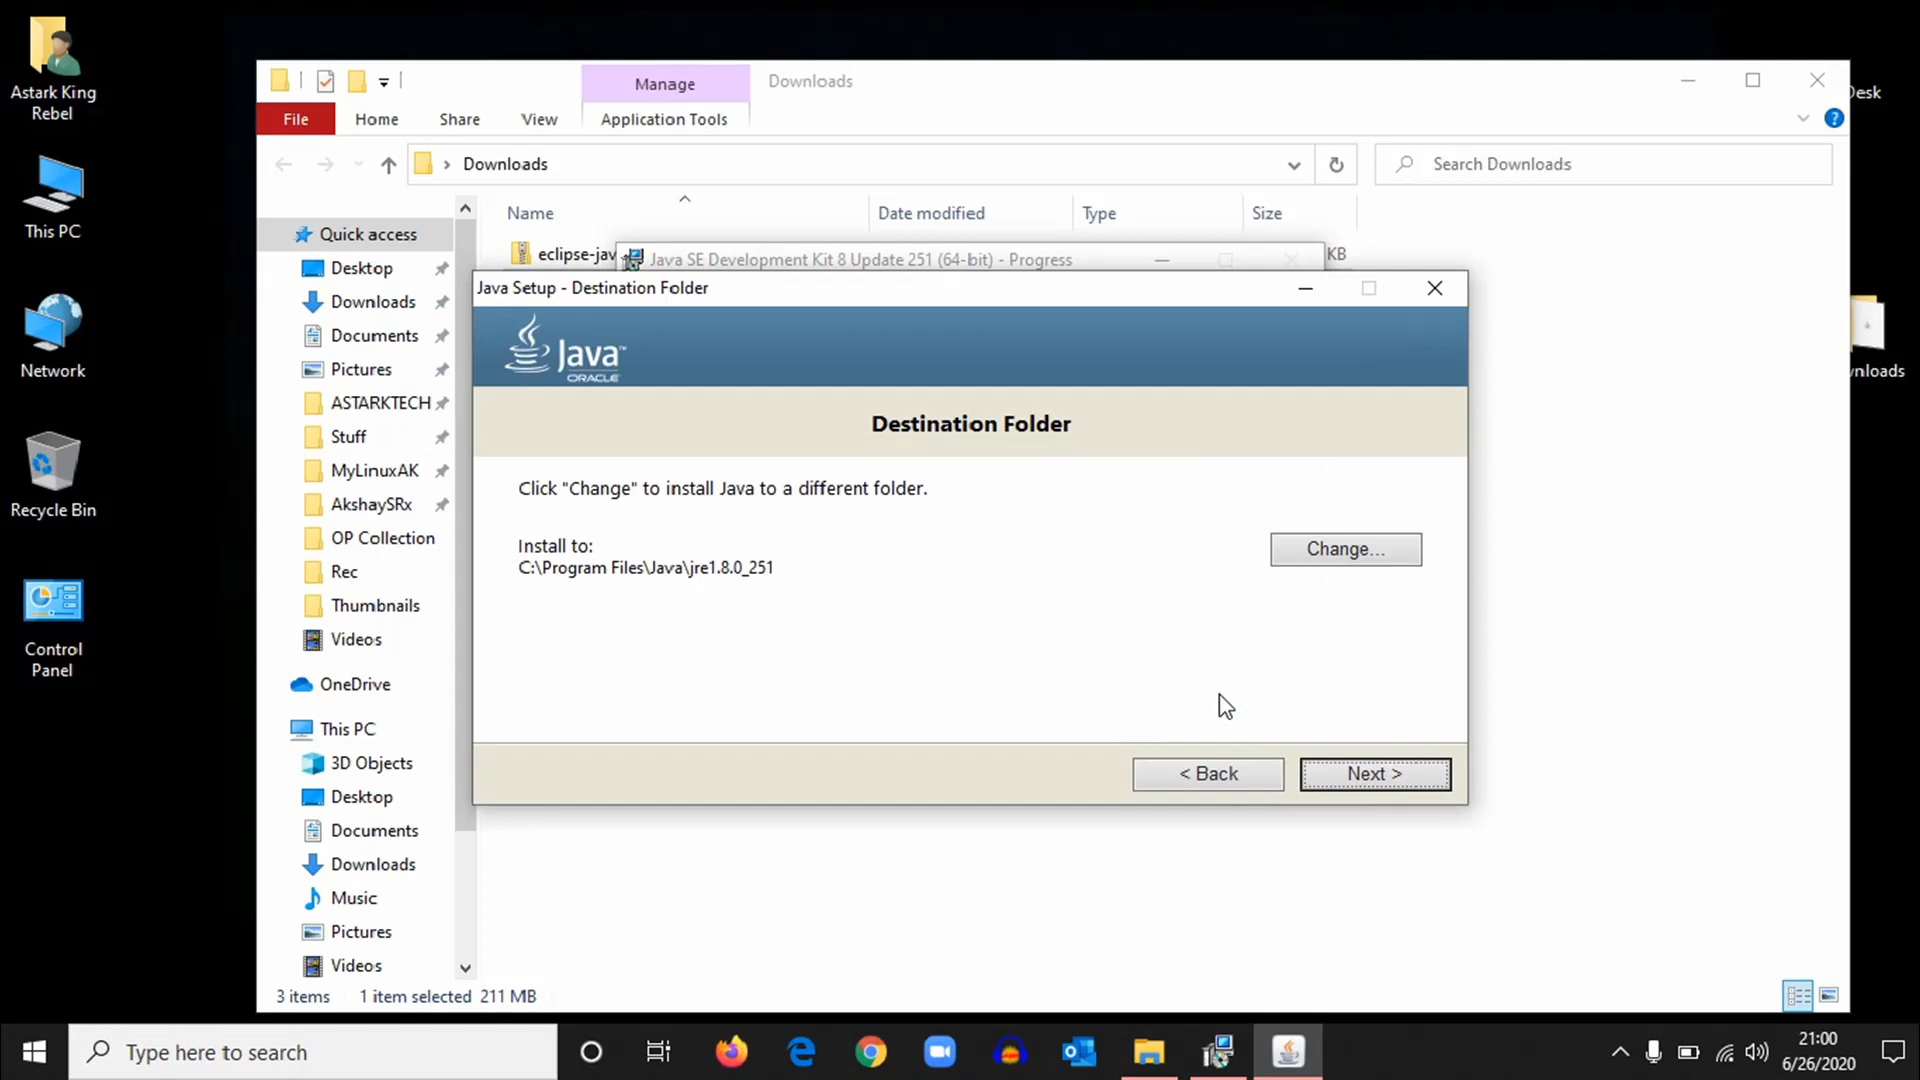 Astark King
Rebel
This PC
Network
Recycle Bin
Control
Panel
Manage
Downloads
File
Home
Share
View
Application Tools
Downloads
Search Downloads
Name
Date modified
Type
Size
Quick access
Desktop
Downloads
Documents
Pictures
ASTARKTECH
Stuff
MyLinuxAK
AkshaySRx
OP Collection
Rec
Thumbnails
Videos
OneDrive
This PC
3D Objects
Desktop
Documents
Downloads
Music
Pictures
Videos
eclipse-jav
KB
Java SE Development Kit 8 Update 251 (64-bit) - Progress
Java Setup - Destination Folder
Java™
ORACLE
Destination Folder
Click "Change" to install Java to a different folder.
Install to:
C:\Program Files\Java\jre1.8.0_251
Change...
< Back
Next >
3 items
1 item selected 211 MB
Desk
wnloads
Type here to search
21:00
6/26/2020